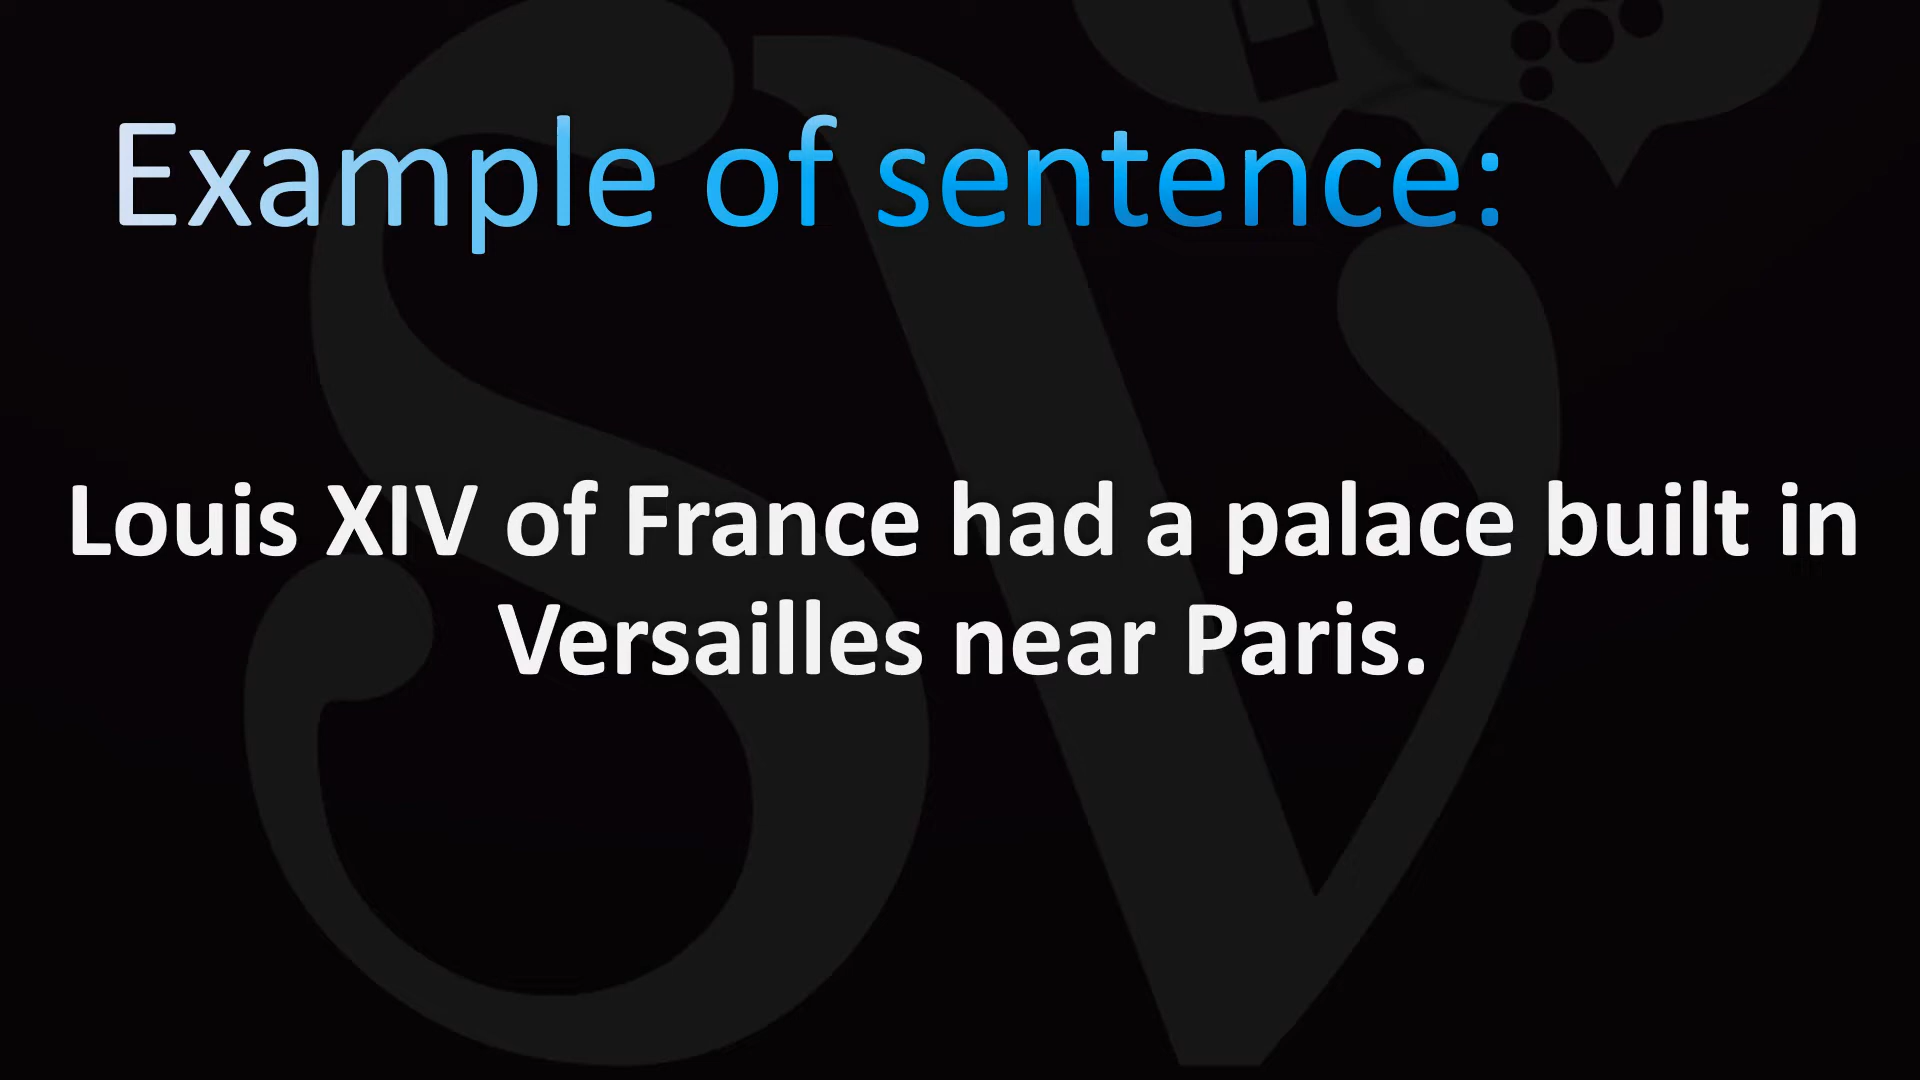 Example of sentence:
Louis XIV of France had a palace built in
Versailles near Paris.